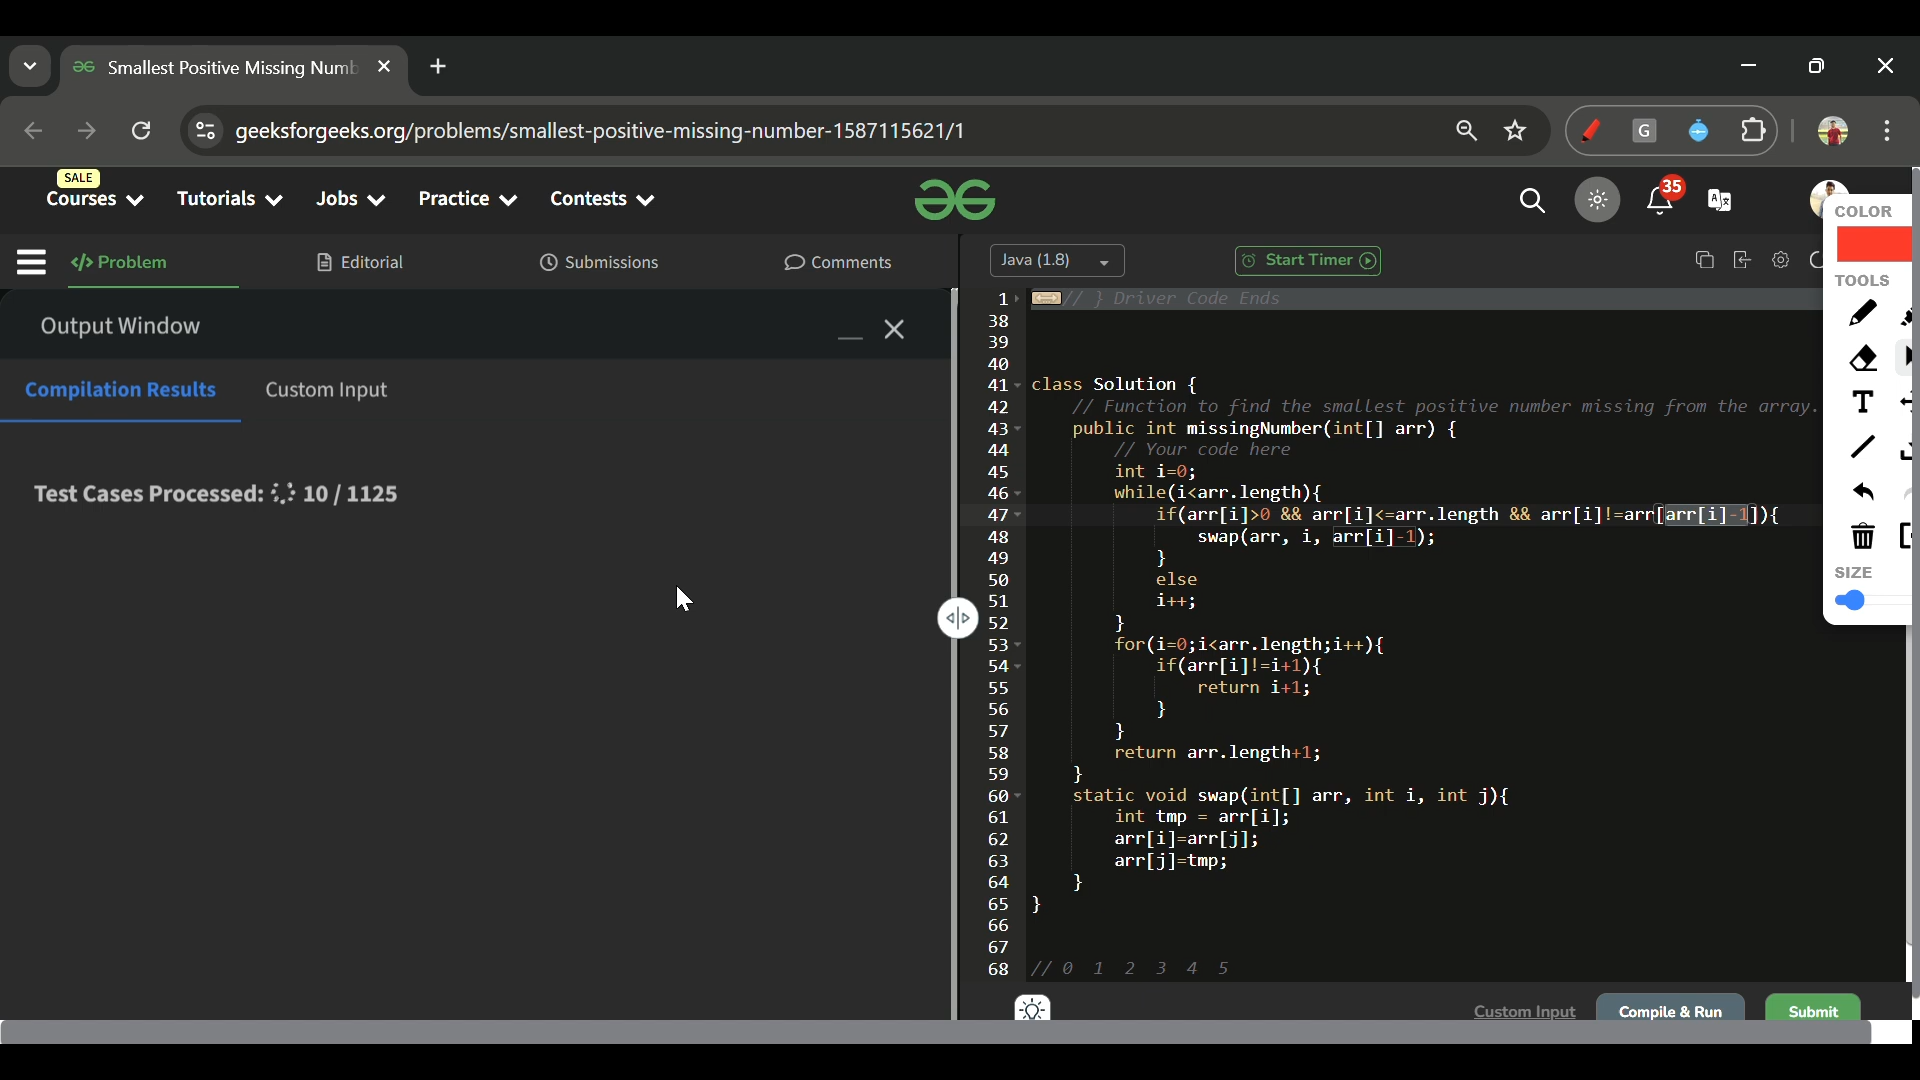 Smallest Positive Missing Numb
geeksforgeeks.org/problems/smallest-positive-missing-number-1587115621/1
G
SALE
Courses
Tutorials
Jobs
Practice
Contests
35
</> Problem
Editorial
Submissions
Comments
Java (1.8)
Start Timer
Output Window
Compilation Results
Custom Input
Test Cases Processed: 10 / 1125
1 // } Driver Code Ends
38
39
40
41 class Solution {
42 // Function to find the smallest positive number missing from the array.
43 public int missingNumber(int[] arr) {
44 // Your code here
45 int i=0;
46 while(i<arr.length){
47 if(arr[i]>0 && arr[i]<=arr.length && arr[i]!=arr[arr[i]-1]){
48 swap(arr, i, arr[i]-1);
49 }
50 else
51 i++;
52 }
53 for(i=0;i<arr.length;i++){
54 if(arr[i]!=i+1){
55 return i+1;
56 }
57 }
58 return arr.length+1;
59 }
60 static void swap(int[] arr, int i, int j){
61 int tmp = arr[i];
62 arr[i]=arr[j];
63 arr[j]=tmp;
64 }
65 }
66
67
68 // 0 1 2 3 4 5
Custom Input
Compile & Run
Submit
COLOR
TOOLS
T
SIZE